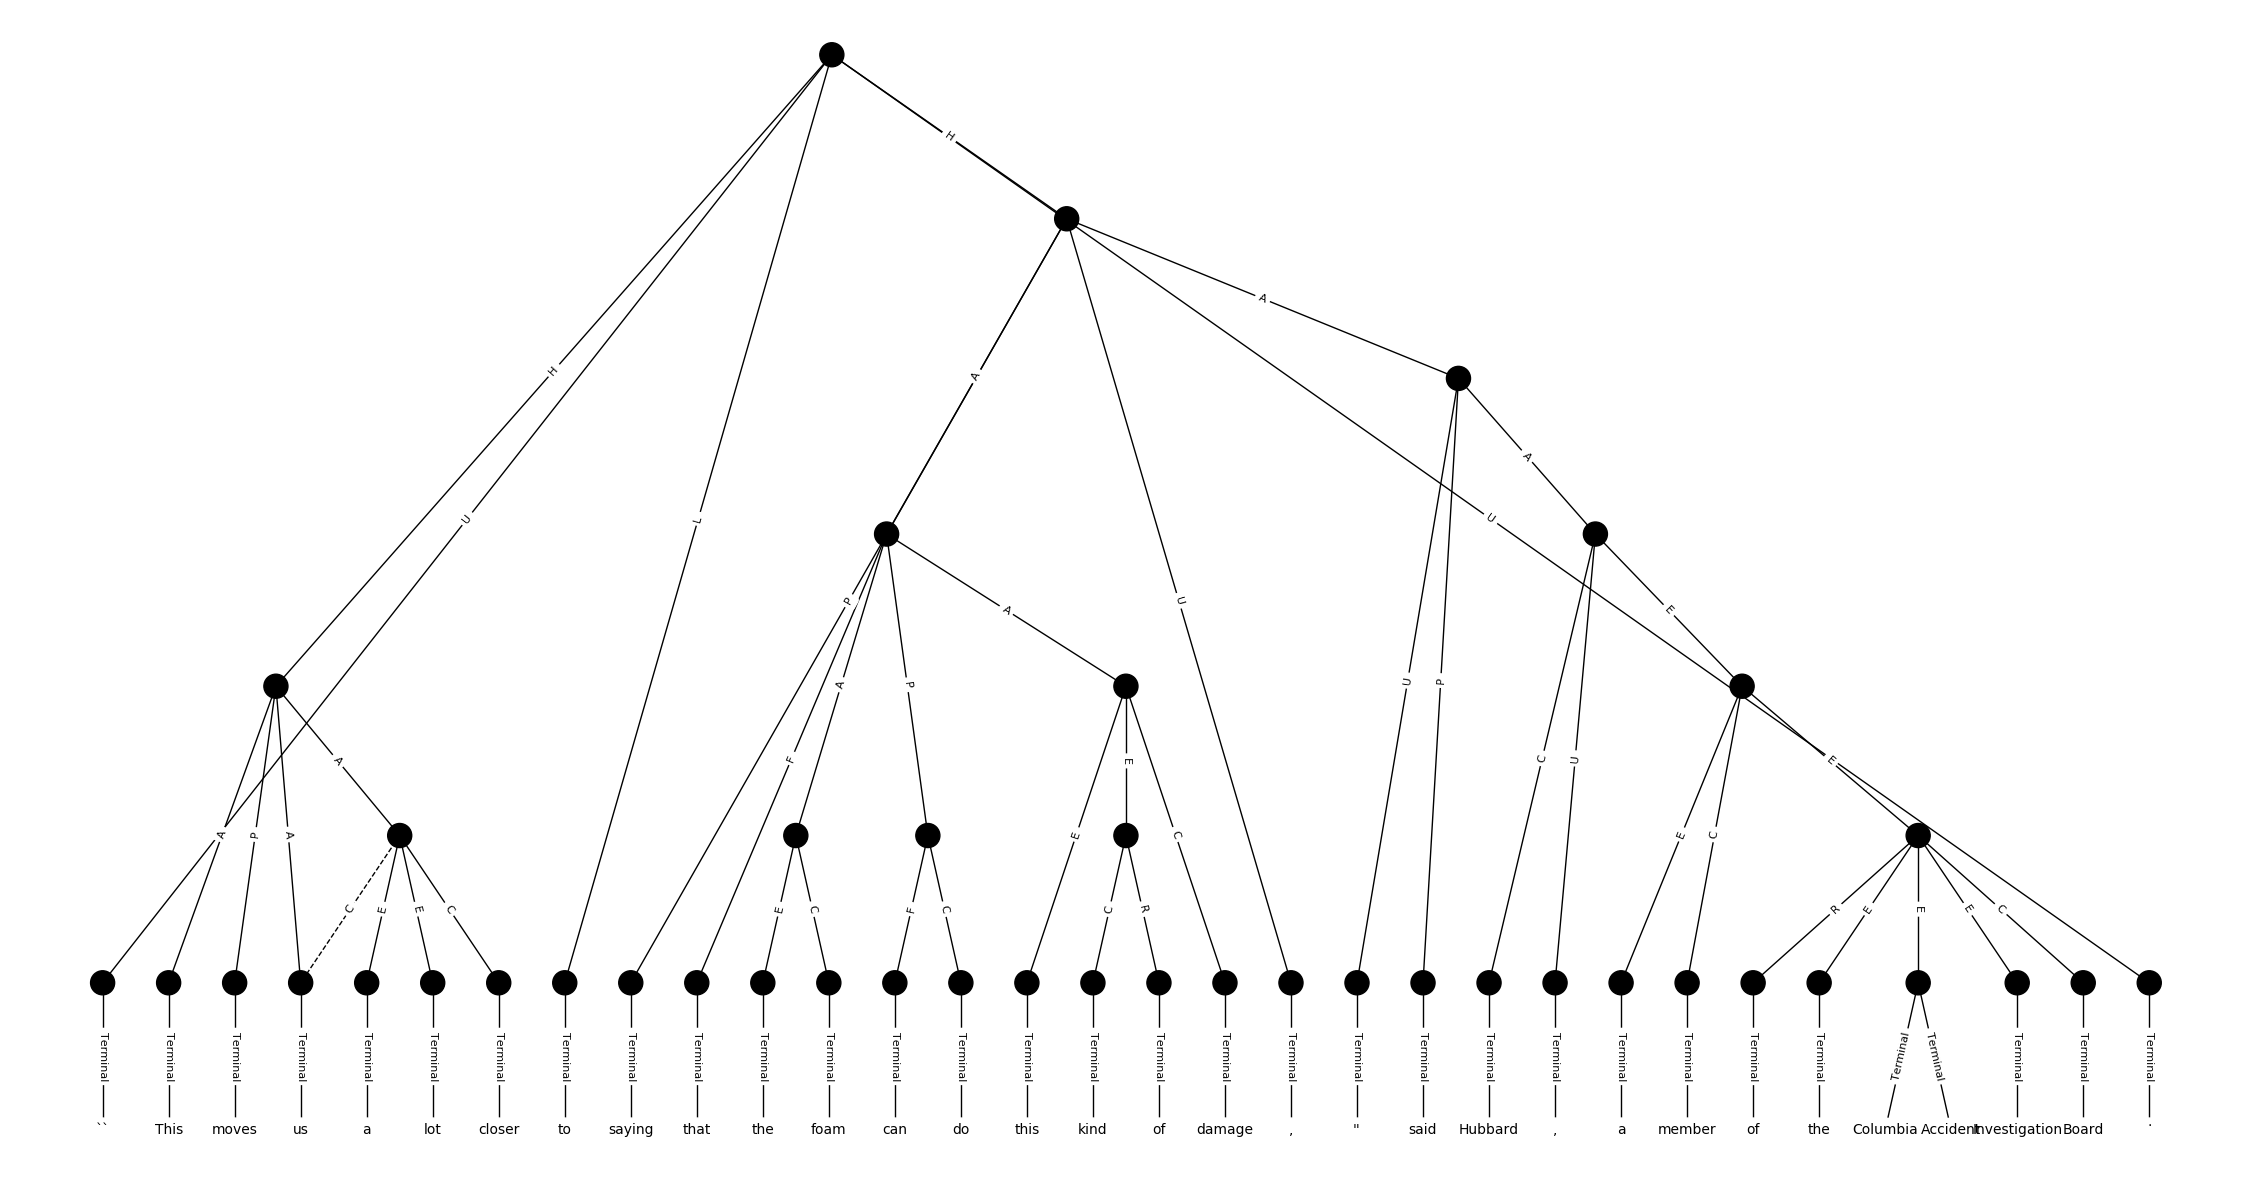 H
A
H
A
U
L
A
U
P
A
U
E
U
P
F
A
P
E
C
U
E
A
A
P
A
E
C
E
C
C
E
E
C
E
C
F
C
C
R
R
E
E
E
C
Terminal Terminal Terminal Terminal Terminal Terminal Terminal Terminal Terminal Terminal Terminal Terminal Terminal Terminal Terminal Terminal Terminal Terminal Terminal Terminal Terminal Terminal Terminal Terminal Terminal Terminal Terminal Terminal Terminal Terminal Terminal Terminal
`` This moves us a lot closer to saying that the foam can do this kind of damage , " said Hubbard , a member of the Columbia Accident Investigation Board .